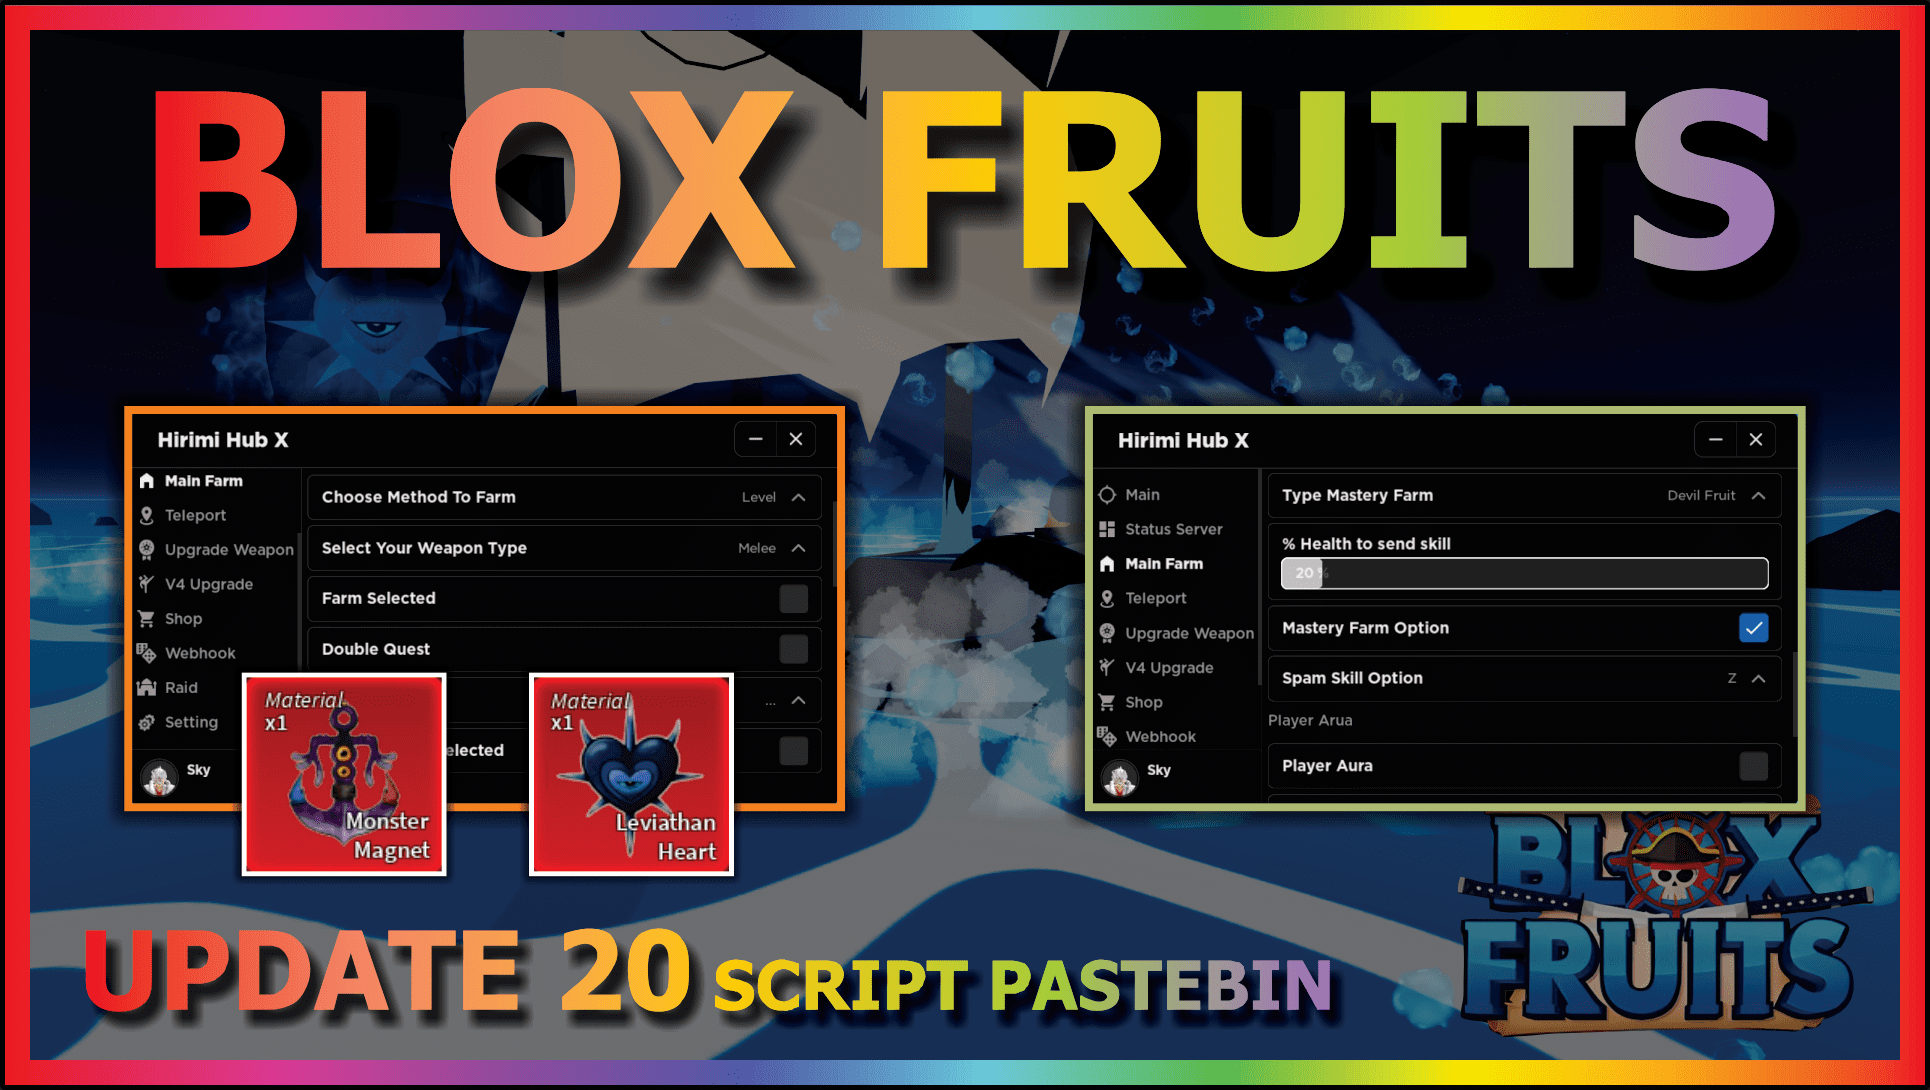 BLOX FRUITS
Hirimi Hub X
Main Farm
Teleport
Upgrade Weapon
V4 Upgrade
Shop
Webhook
Raid
Setting
Sky
Choose Method To Farm Level
Select Your Weapon Type Melee
Farm Selected
Double Quest
...
elected
Material
x1
Monster
Magnet
Material
x1
Leviathan
Heart
Hirimi Hub X
Main
Status Server
Main Farm
Teleport
Upgrade Weapon
V4 Upgrade
Shop
Webhook
Sky
Type Mastery Farm Devil Fruit
% Health to send skill
20 %
Mastery Farm Option
Spam Skill Option Z
Player Arua
Player Aura
BLOX
FRUITS
UPDATE 20 SCRIPT PASTEBIN